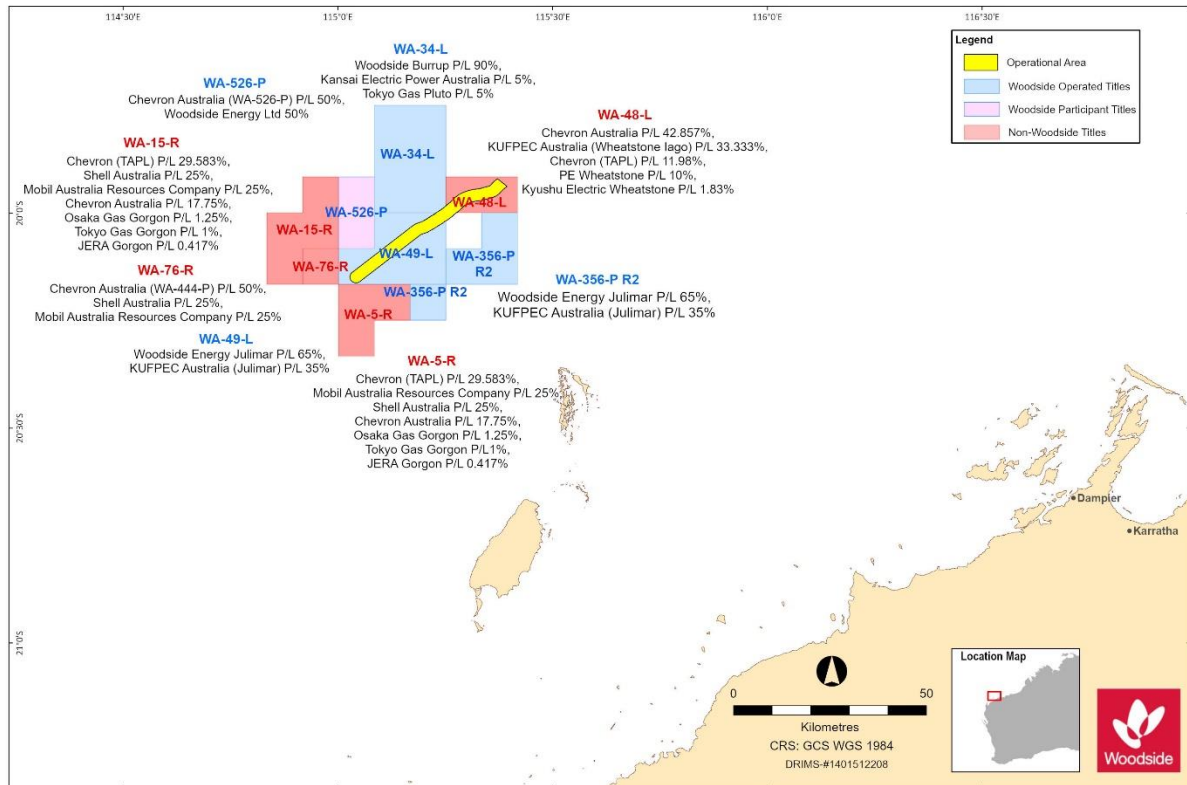 114°30'E
115°0'E
115°30'E
116°0'E
116°30'E
20°0'S
20°30'S
21°0'S
WA-34-L
Woodside Burrup P/L 90%,
Kansai Electric Power Australia P/L 5%,
Tokyo Gas Pluto P/L 5%
WA-526-P
Chevron Australia (WA-526-P) P/L 50%,
Woodside Energy Ltd 50%
WA-15-R
Chevron (TAPL) P/L 29.583%,
Shell Australia P/L 25%,
Mobil Australia Resources Company P/L 25%,
Chevron Australia P/L 17.75%,
Osaka Gas Gorgon P/L 1.25%,
Tokyo Gas Gorgon P/L 1%,
JERA Gorgon P/L 0.417%
WA-48-L
Chevron Australia P/L 42.857%,
KUFPEC Australia (Wheatstone Iago) P/L 33.333%,
Chevron (TAPL) P/L 11.98%,
PE Wheatstone P/L 10%,
Kyushu Electric Wheatstone P/L 1.83%
Legend
Operational Area
Woodside Operated Titles
Woodside Participant Titles
Non-Woodside Titles
WA-34-L
WA-48-L
WA-526-P
WA-15-R
WA-49-L
WA-76-R
WA-356-P
R2
WA-356-P R2
WA-5-R
WA-76-R
Chevron Australia (WA-444-P) P/L 50%,
Shell Australia P/L 25%,
Mobil Australia Resources Company P/L 25%
WA-356-P R2
Woodside Energy Julimar P/L 65%,
KUFPEC Australia (Julimar) P/L 35%
WA-49-L
Woodside Energy Julimar P/L 65%,
KUFPEC Australia (Julimar) P/L 35%
WA-5-R
Chevron (TAPL) P/L 29.583%,
Mobil Australia Resources Company P/L 25%,
Shell Australia P/L 25%,
Chevron Australia P/L 17.75%,
Osaka Gas Gorgon P/L 1.25%,
Tokyo Gas Gorgon P/L1%,
JERA Gorgon P/L 0.417%
Dampier
Karratha
0
50
Kilometres
CRS: GCS WGS 1984
DRIMS-#1401512208
Location Map
Woodside